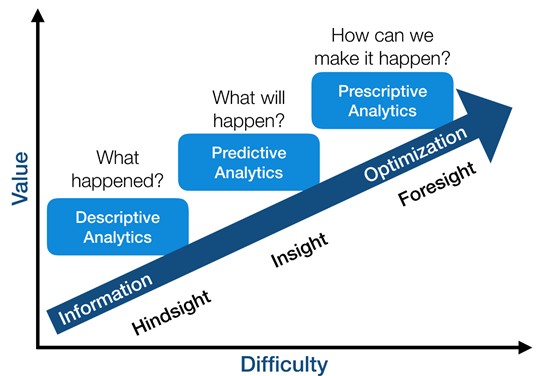 How can we
make it happen?
Prescriptive
Analytics
What will
happen?
Predictive
Analytics
What
happened?
Descriptive
Analytics
Information
Optimization
Hindsight
Insight
Foresight
Value
Difficulty